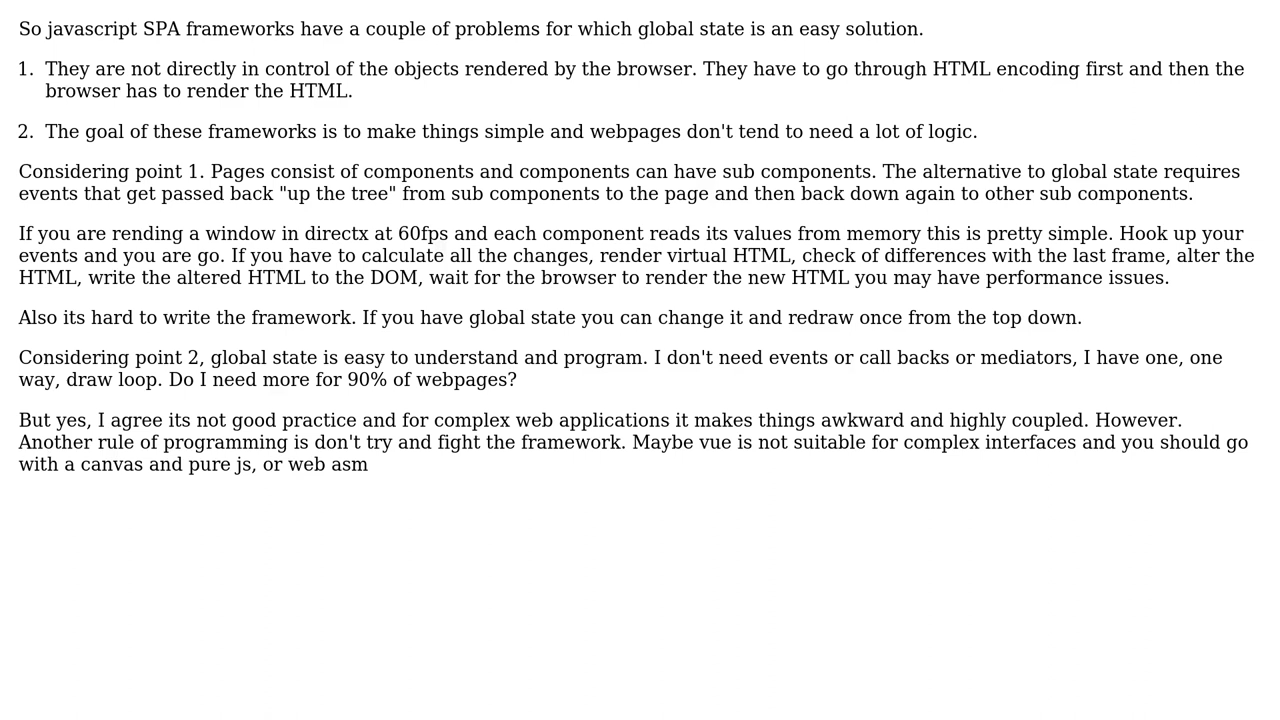 So javascript SPA frameworks have a couple of problems for which global state is an easy solution.
1. They are not directly in control of the objects rendered by the browser. They have to go through HTML encoding first and then the
browser has to render the HTML.
2. The goal of these frameworks is to make things simple and webpages don't tend to need a lot of logic.
Considering point 1. Pages consist of components and components can have sub components. The alternative to global state requires
events that get passed back "up the tree" from sub components to the page and then back down again to other sub components.
If you are rending a window in directx at 60fps and each component reads its values from memory this is pretty simple. Hook up your
events and you are go. If you have to calculate all the changes, render virtual HTML, check of differences with the last frame, alter the
HTML, write the altered HTML to the DOM, wait for the browser to render the new HTML you may have performance issues.
Also its hard to write the framework. If you have global state you can change it and redraw once from the top down.
Considering point 2, global state is easy to understand and program. I don't need events or call backs or mediators, I have one, one
way, draw loop. Do I need more for 90% of webpages?
But yes, I agree its not good practice and for complex web applications it makes things awkward and highly coupled. However.
Another rule of programming is don't try and fight the framework. Maybe vue is not suitable for complex interfaces and you should go
with a canvas and pure js, or web asm